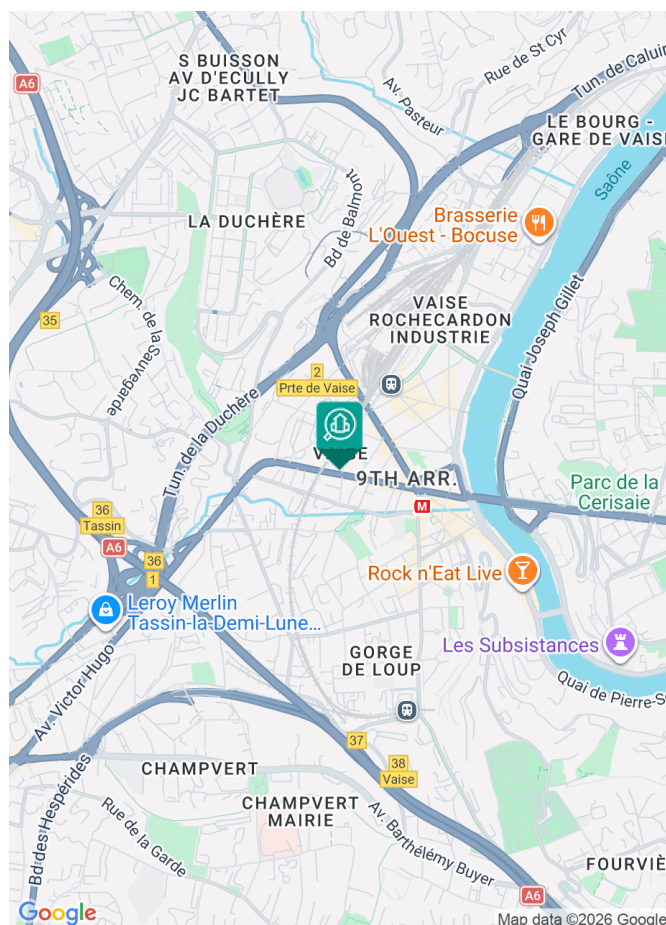 Rue de St Cyr
Tun. de Caluir
A6
S BUISSON
AV D'ECULLY
JC BARTET
Av. Pasteur
LE BOURG -
GARE DE VAISE
Saône
LA DUCHÈRE
Bd de Balmont
Brasserie
L'Ouest - Bocuse
Chem. de la Sauvegarde
35
VAISE
ROCHECARDON
INDUSTRIE
Quai Joseph Gillet
2
Prte de Vaise
Tun. de la Duchère
9TH ARR.
Parc de la
Cerisaie
M
36
Tassin
A6
36
1
Rock n'Eat Live
Leroy Merlin
Tassin-la-Demi-Lune...
Les Subsistances
GORGE
DE LOUP
Quai de Pierre-S
Av. Victor Hugo
37
38
Vaise
CHAMPVERT
CHAMPVERT
MAIRIE
Bd des Hespérides
Rue de la Garde
Av. Barthélémy Buyer
FOURVIÈ
A6
Google
Map data ©2026 Google